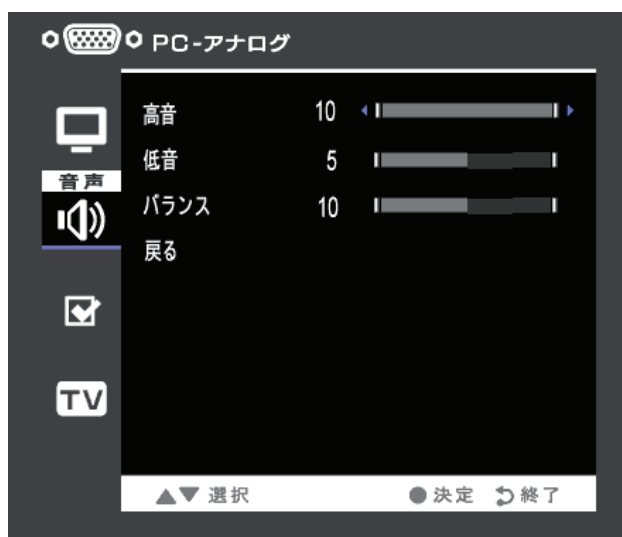 PC-アナログ
高音 10
低音 5
音声
バランス 10
戻る
TV
▲▼ 選択 ●決定 終了